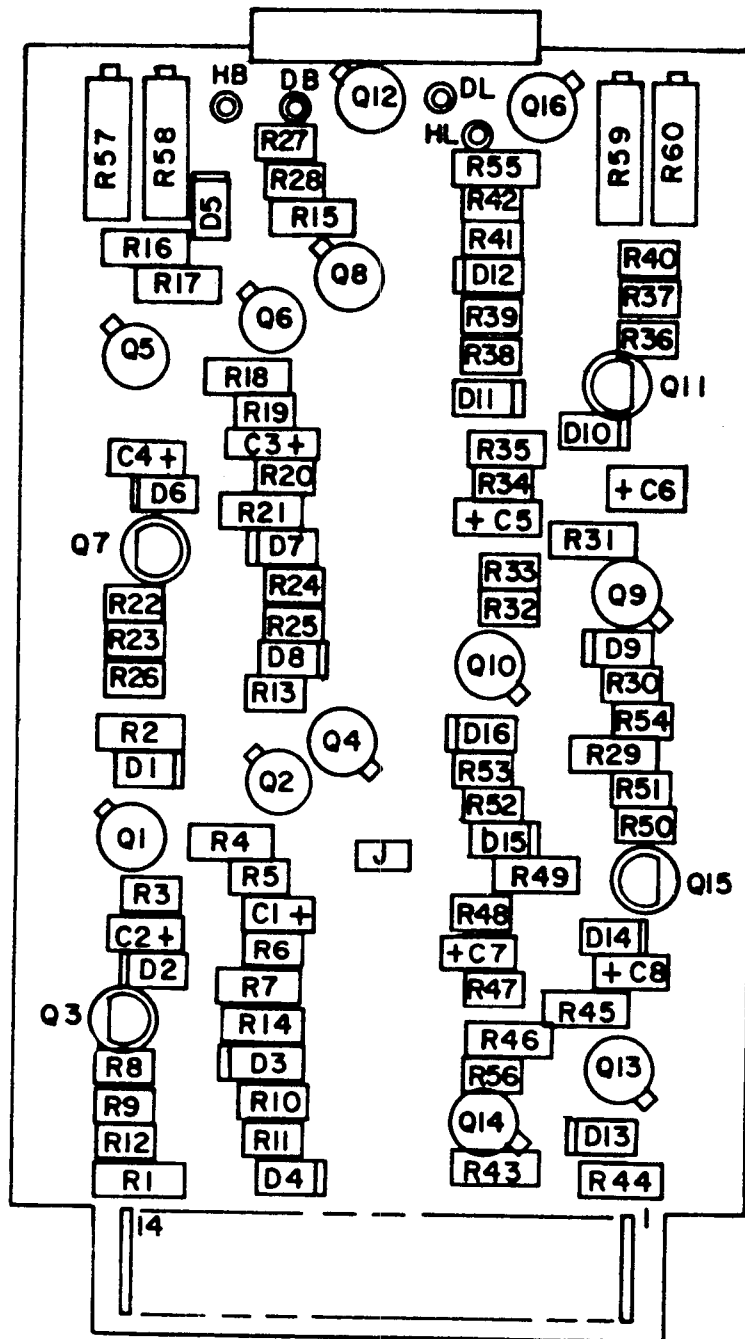 HB
DB
Q12
DL
Q16
HL
R57
R58
R59
R60
R27
R55
R28
R42
D5
R15
R41
R16
R40
Q8
D12
R17
R37
Q6
R39
R36
Q5
R38
R18
Q11
D11
R19
D10
C3+
R35
C4+
R20
R34
+C6
D6
R21
+C5
R31
Q7
D7
R33
R24
Q9
R22
R32
R25
R23
D9
D8
Q10
R26
R30
R13
R54
R2
D16
Q4
R29
D1
R53
Q2
R51
R52
R50
Q1
R4
D15
J
R49
R5
Q15
R3
R48
C1+
C2+
D14
R6
+C7
D2
+C8
R7
R47
Q3
R45
R14
R46
R8
D3
Q13
R56
R9
R10
Q14
R12
R11
D13
R1
D4
R43
R44
14
1